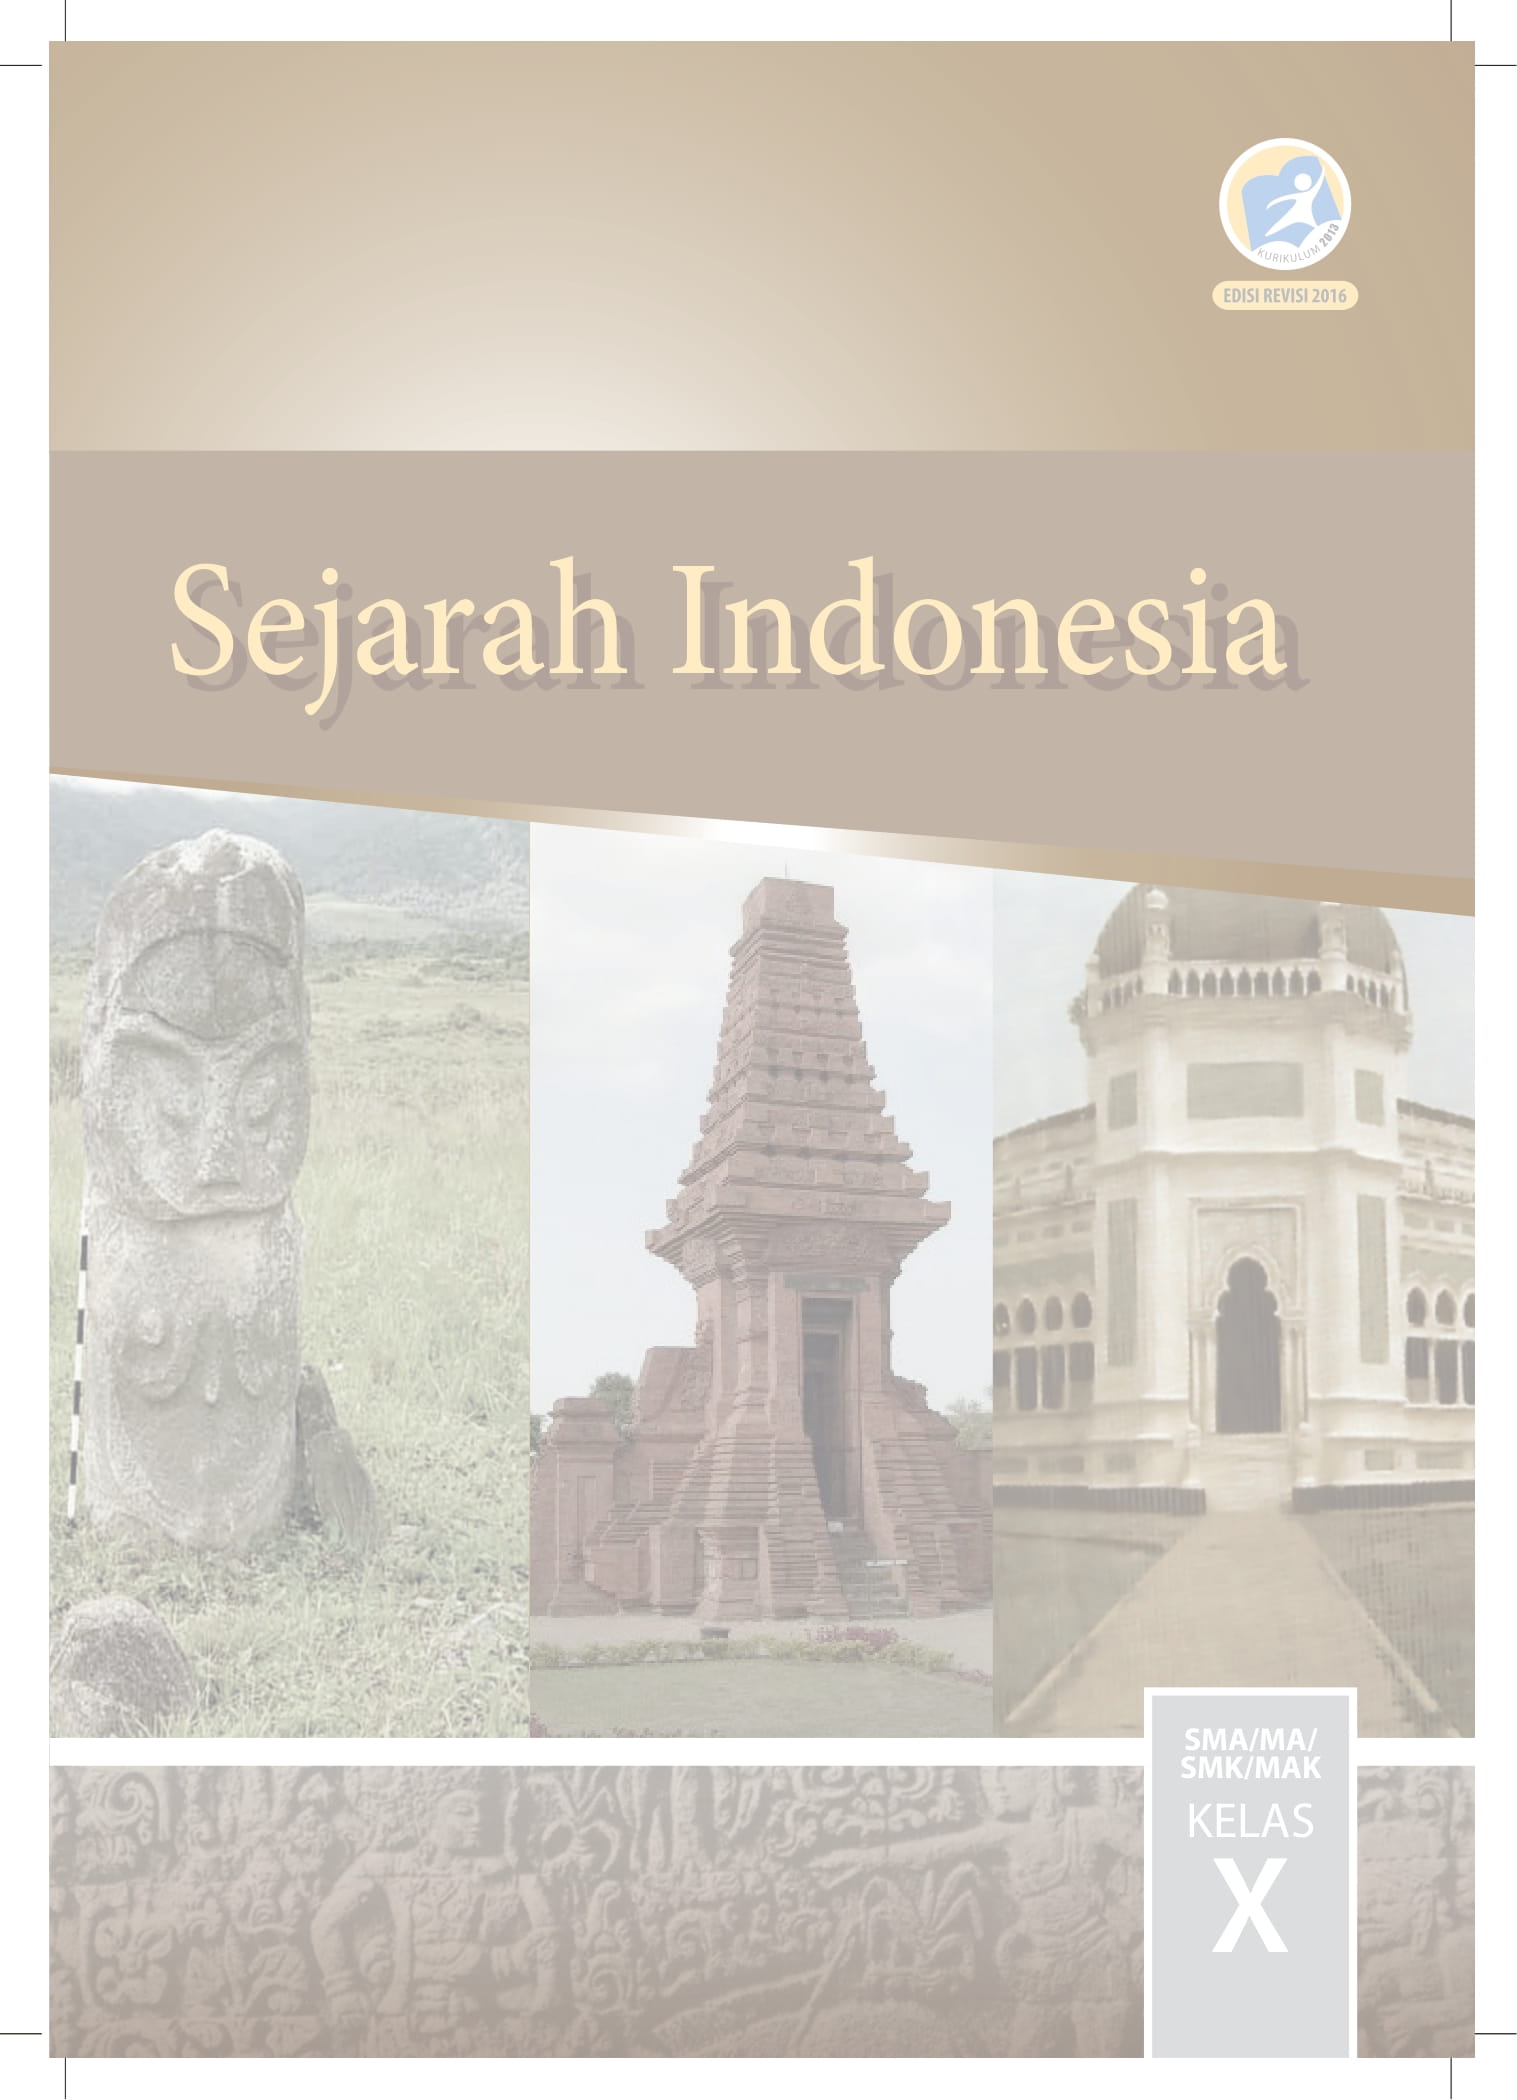 KURIKULUM 2013
EDISI REVISI 2016
Sejarah Indonesia
SMA/MA/
SMK/MAK
KELAS
X